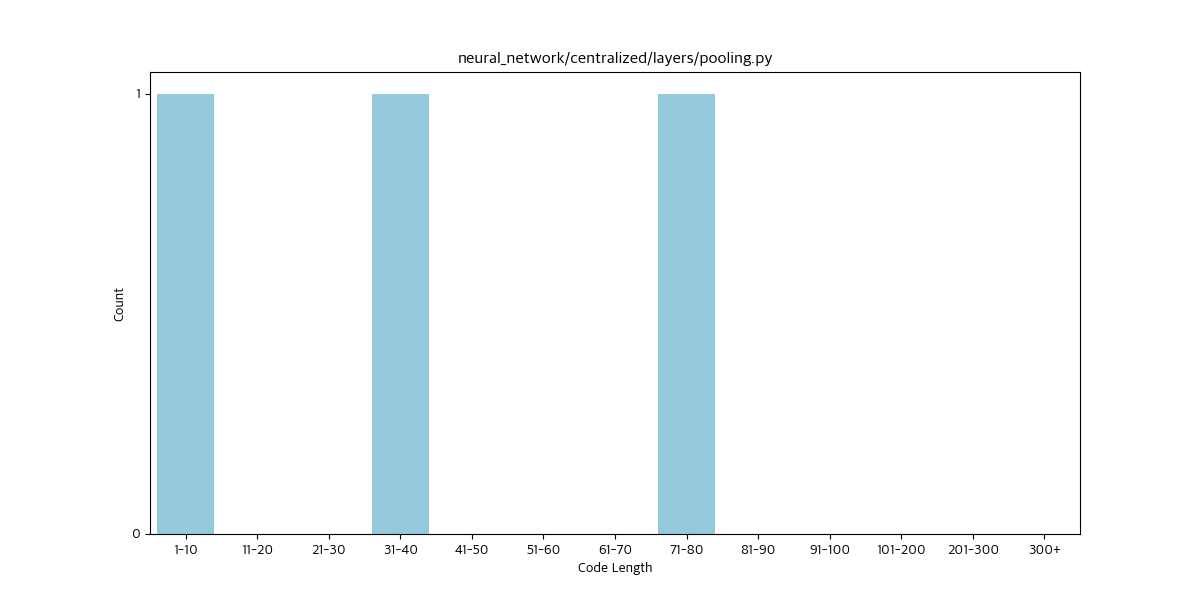 neural_network/centralized/layers/pooling.py
1
Count
0
1-10 11-20 21-30 31-40 41-50 51-60 61-70 71-80 81-90 91-100 101-200 201-300 300+
Code Length